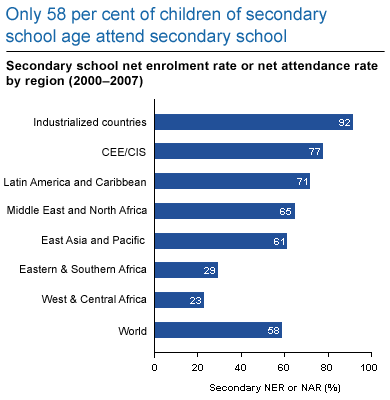 Only 58 per cent of children of secondary
school age attend secondary school
Secondary school net enrolment rate or net attendance rate
by region (2000–2007)
Industrialized countries 92
CEE/CIS 77
Latin America and Caribbean 71
Middle East and North Africa 65
East Asia and Pacific 61
Eastern & Southern Africa 29
West & Central Africa 23
World 58
0 20 40 60 80 100
Secondary NER or NAR (%)